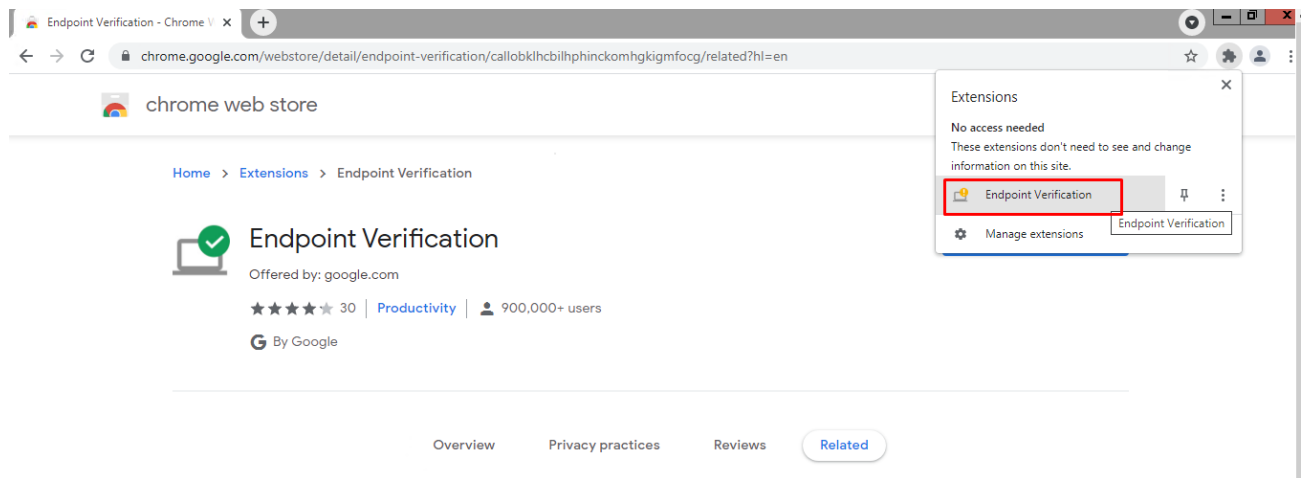 Endpoint Verification - Chrome W
chrome.google.com/webstore/detail/endpoint-verification/callobklhcbilhphinckomhgkigmfocg/related?hl=en
chrome web store
Extensions
No access needed
These extensions don't need to see and change
information on this site.
Endpoint Verification
Endpoint Verification
Manage extensions
Home > Extensions > Endpoint Verification
Endpoint Verification
Offered by: google.com
30 | Productivity | 900,000+ users
G By Google
Overview Privacy practices Reviews Related